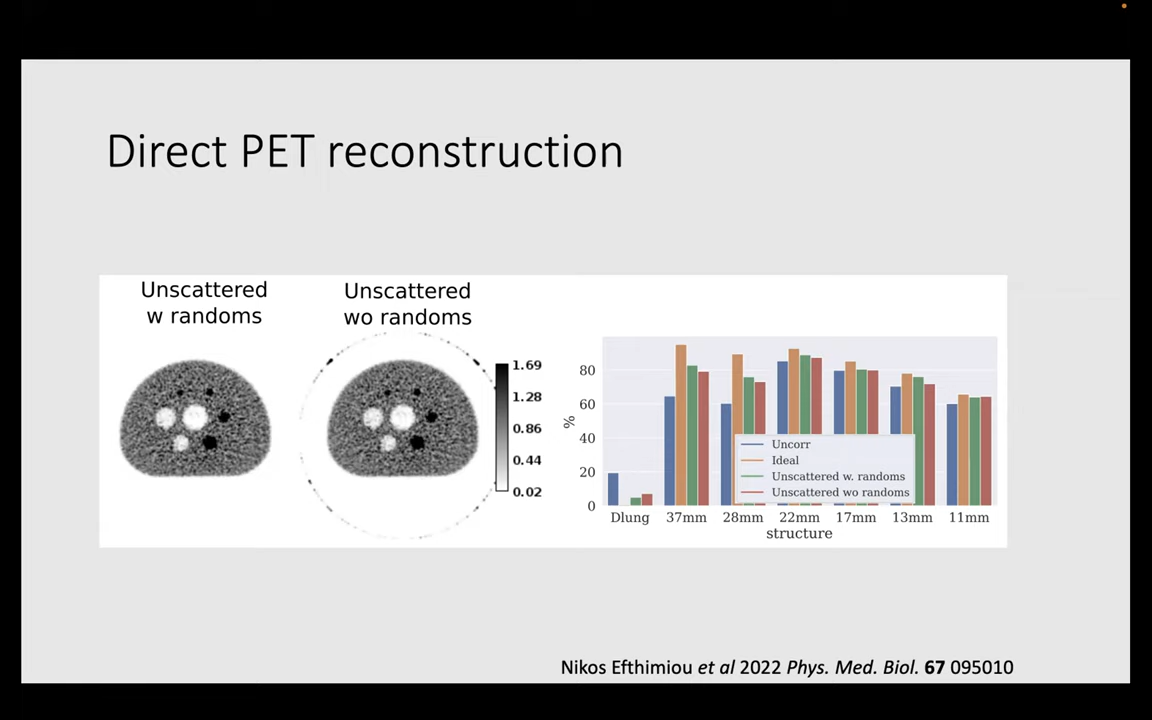 Direct PET reconstruction
Unscattered
w randoms
Unscattered
wo randoms
1.69
1.28
0.86
0.44
0.02
%
80
60
40
20
0
Uncorr
Ideal
Unscattered w. randoms
Unscattered wo randoms
Dlung 37mm 28mm 22mm 17mm 13mm 11mm
structure
Nikos Efthimiou et al 2022 Phys. Med. Biol. 67 095010